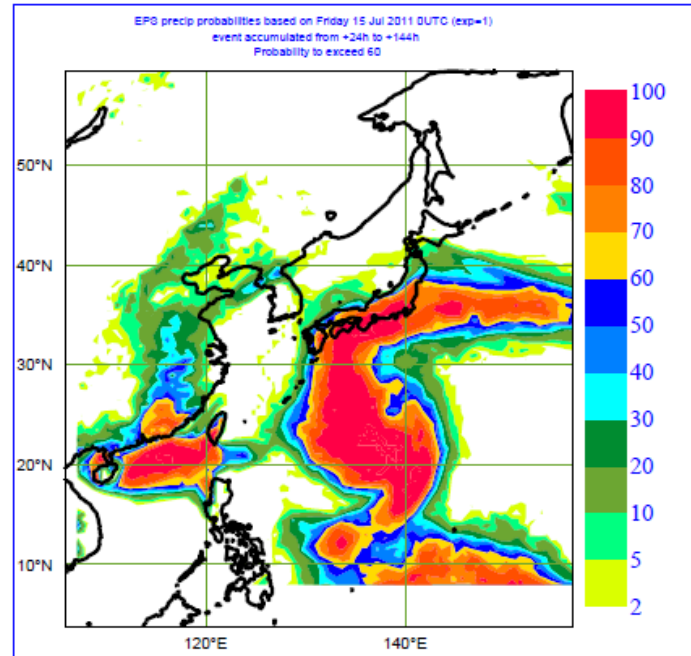 EPS precip probabilities based on Friday 15 Jul 2011 0UTC (exp=1)
event accumulated from +24h to +144h
Probability to exceed 60
100
90
80
70
60
50
40
30
20
10
5
2
50°N
40°N
30°N
20°N
10°N
120°E
140°E